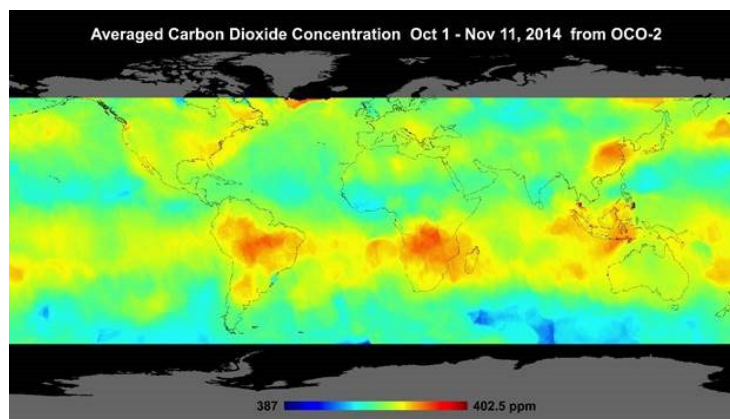 Averaged Carbon Dioxide Concentration Oct 1 - Nov 11, 2014 from OCO-2
387 402.5 ppm